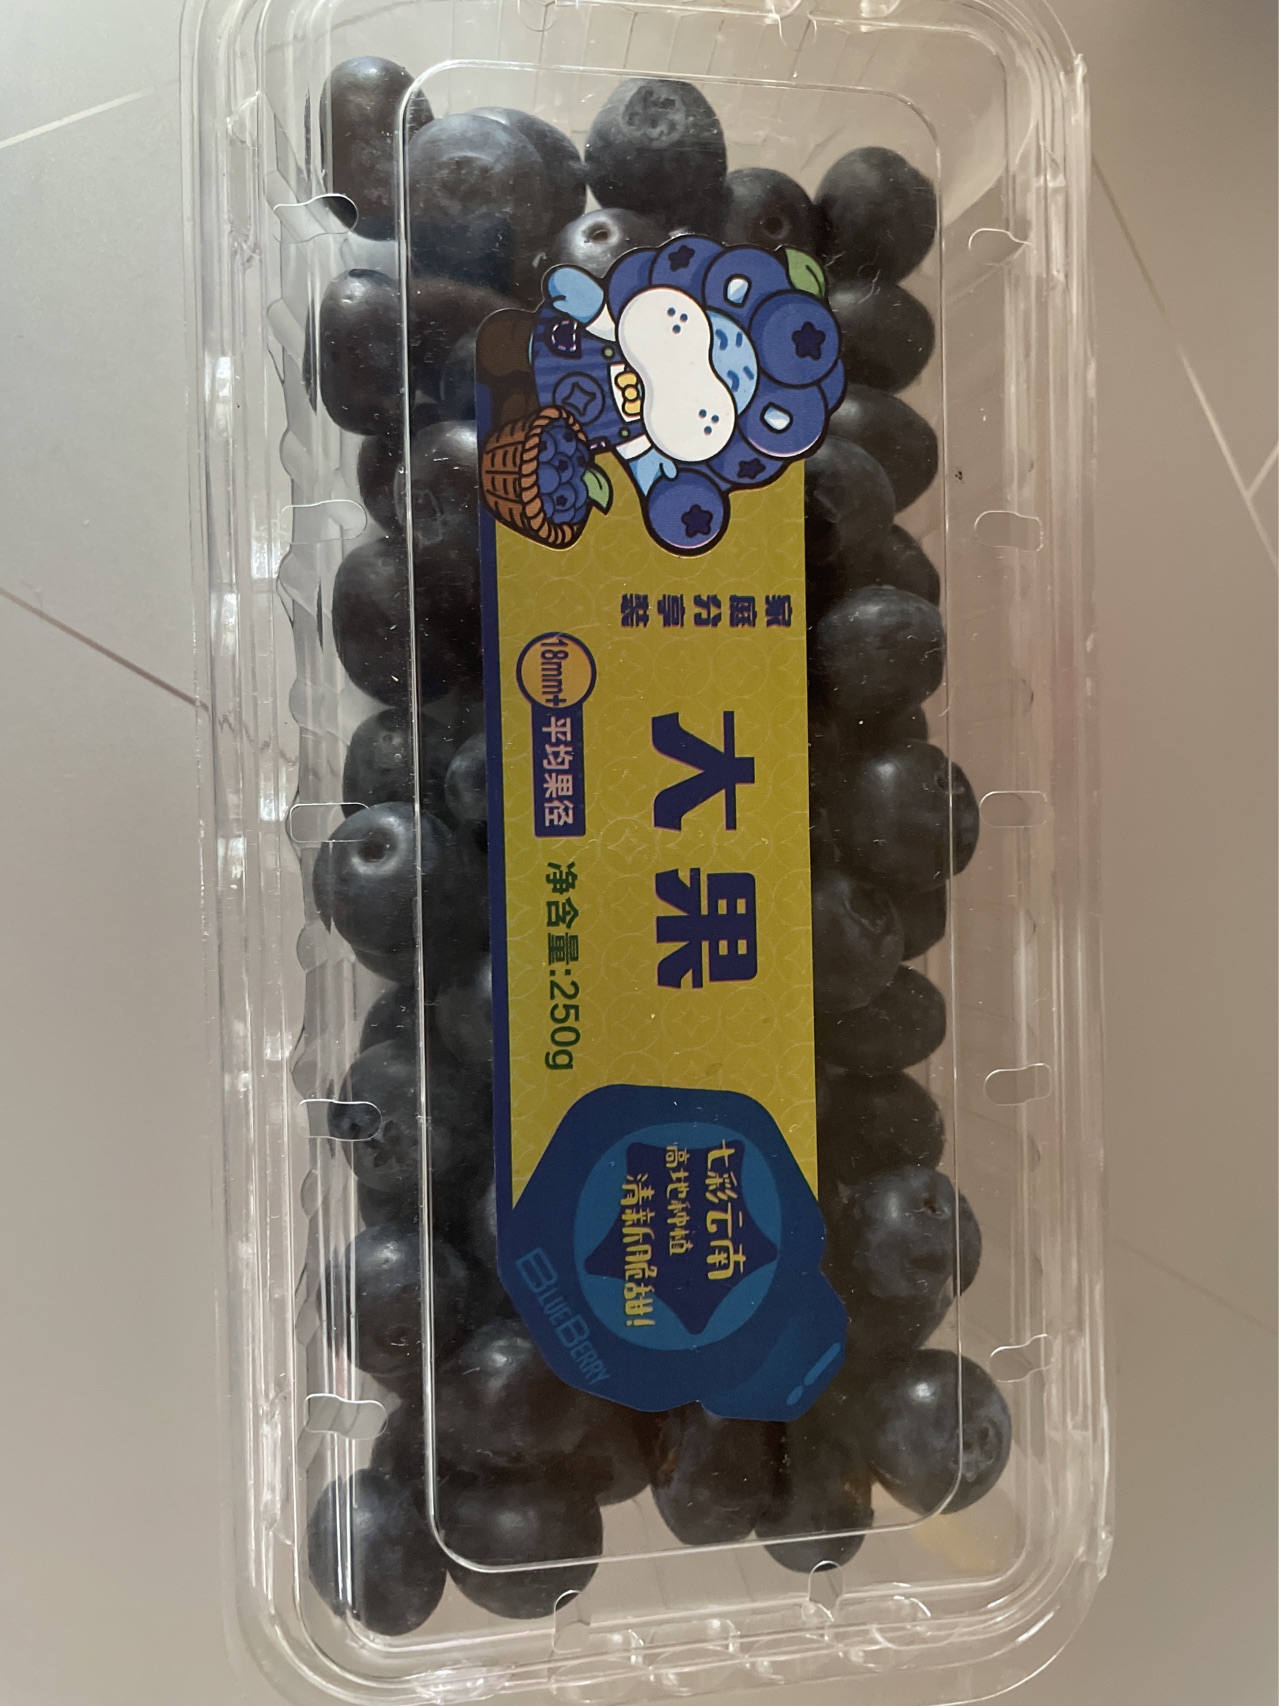 家庭分享装
大果
18mm+
平均果径
净含量:250g
七彩云南
高地种植
清新脆甜!
BLUEBERRY